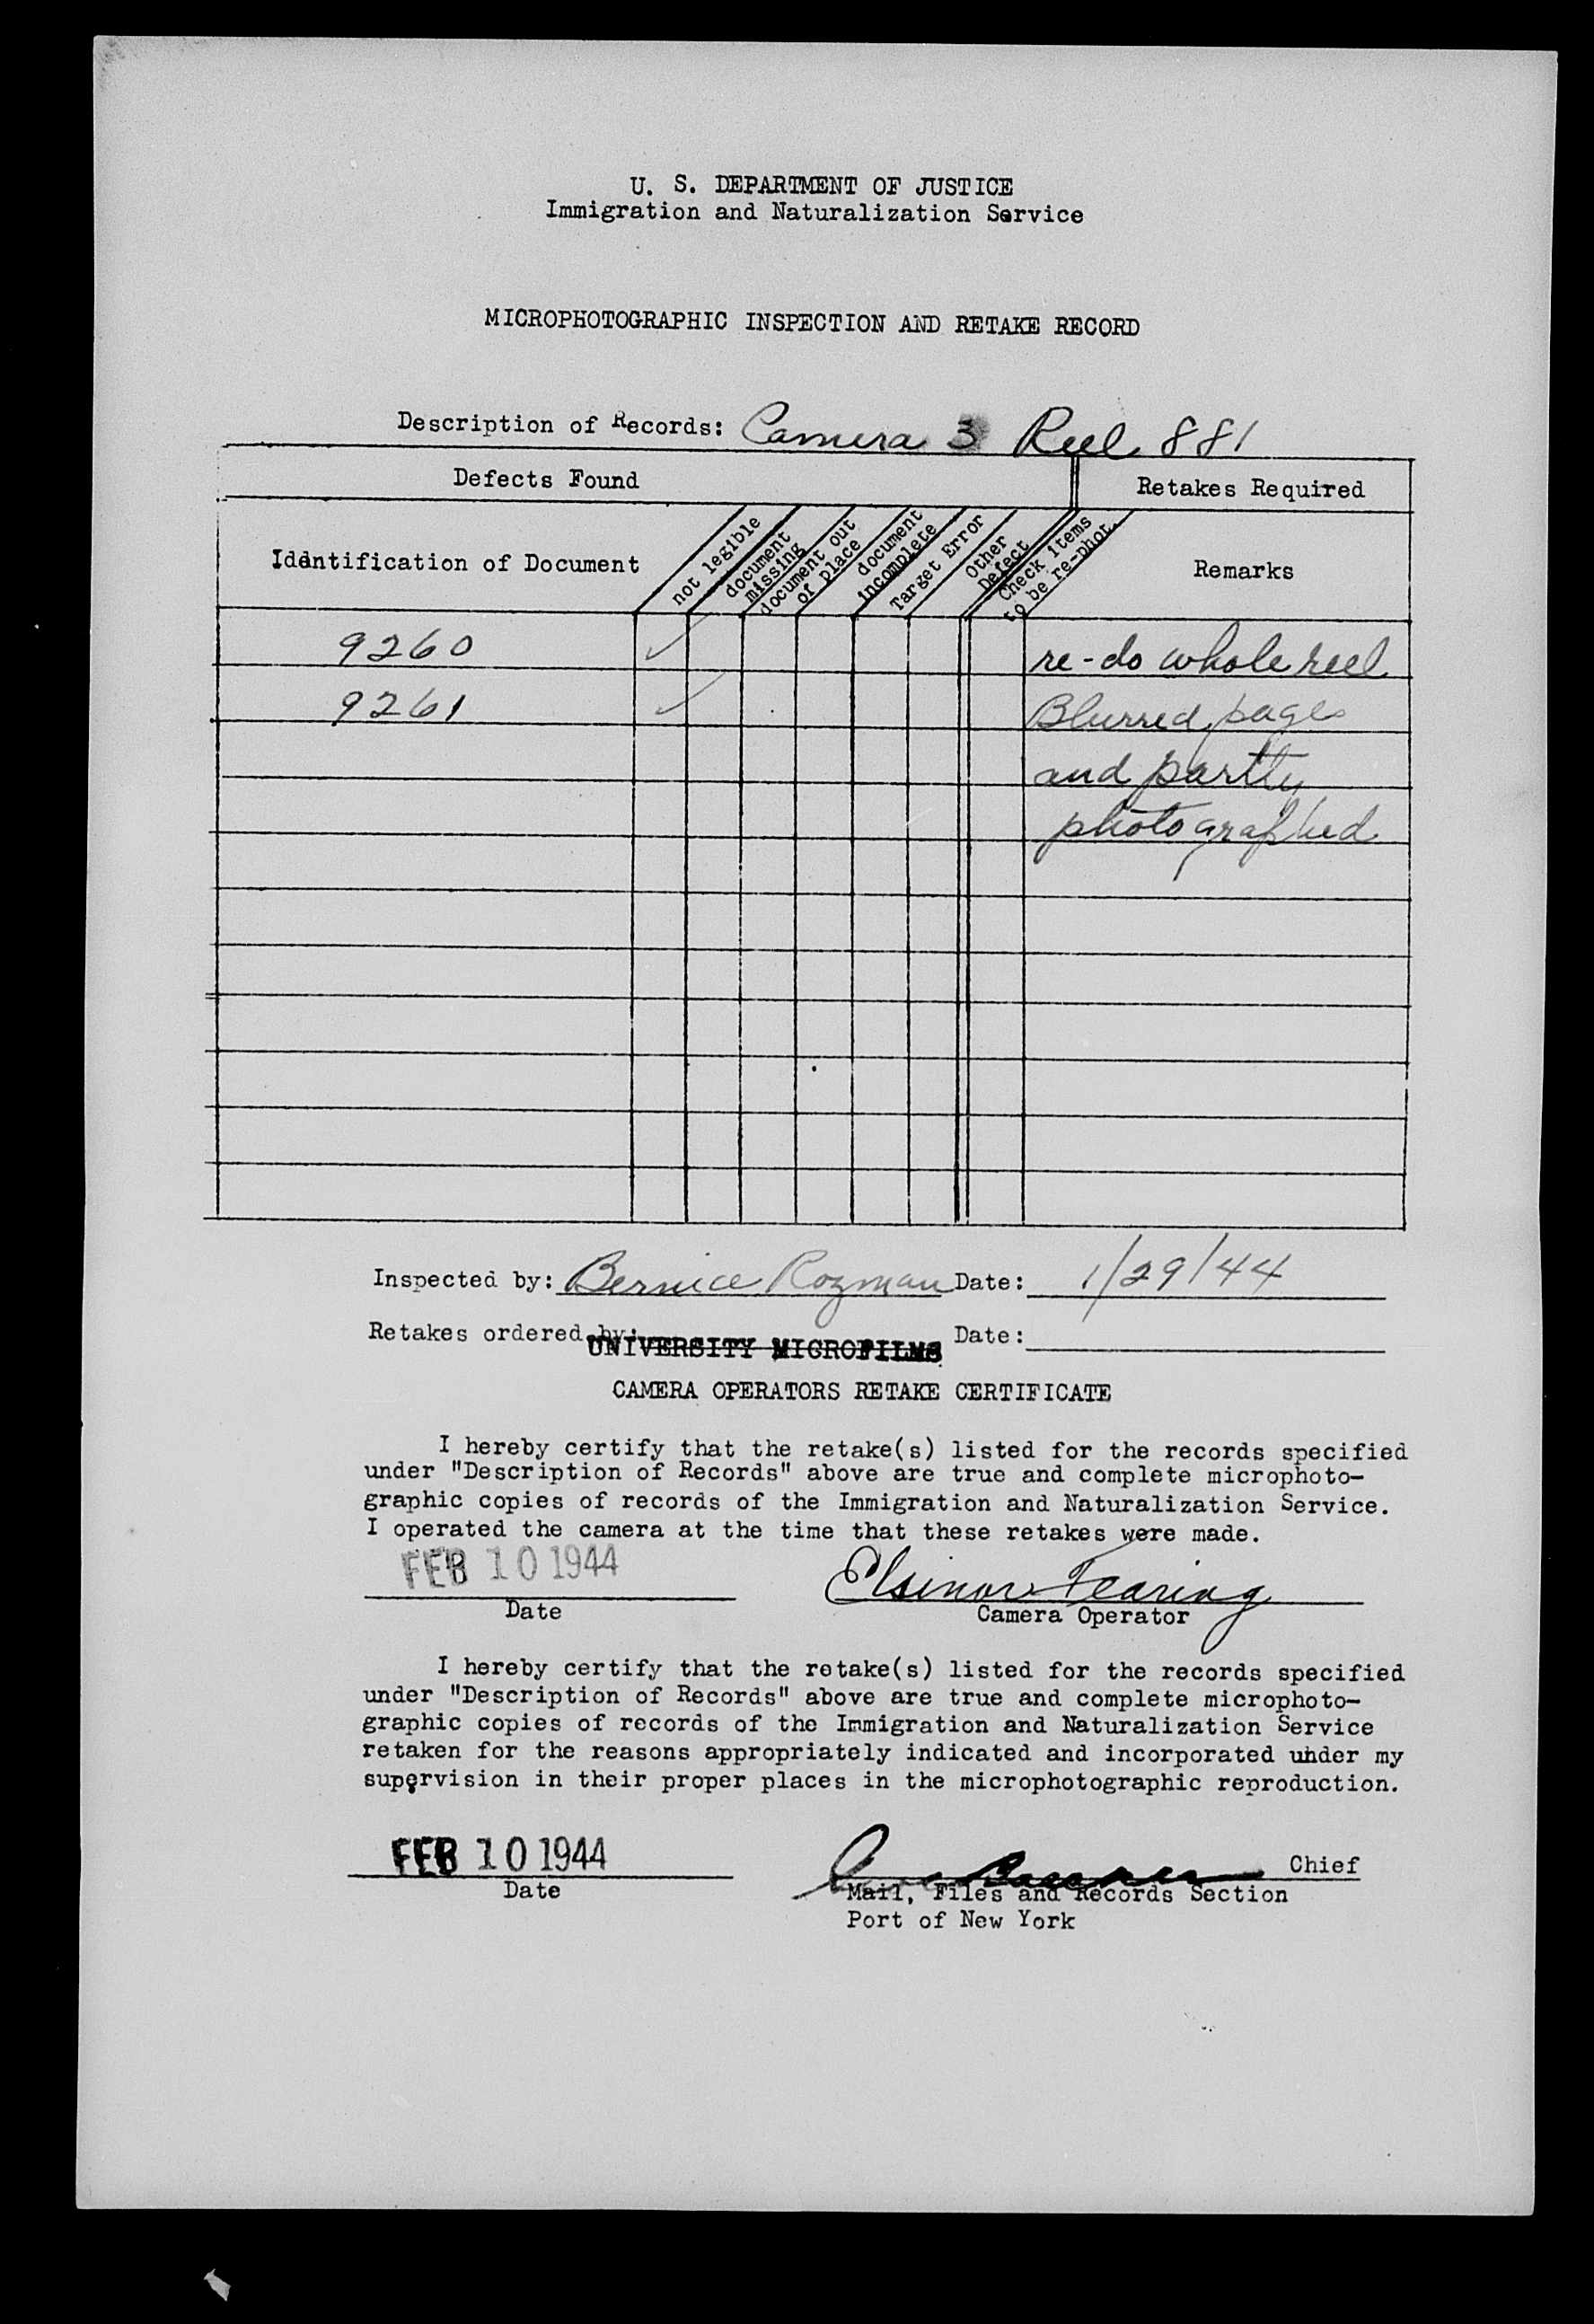 U. S. DEPARTMENT OF JUSTICE
Immigration and Naturalization Service
MICROPHOTOGRAPHIC INSPECTION AND RETAKE RECORD
Description of Records: Camera 3 Reel 881
Defects Found
Retakes Required
Identification of Document
not legible
document missing
document out of place
document incomplete
Target Error
Other Defect
Check items to be re-phot.
Remarks
9260 ✓ re-do whole reel
9261 ✓ Blurred pages
and partly
photographed
Inspected by: Bernice Rozman Date: 1/29/44
Retakes ordered by: Date:
UNIVERSITY MICROFILMS
CAMERA OPERATORS RETAKE CERTIFICATE
I hereby certify that the retake(s) listed for the records specified
under "Description of Records" above are true and complete microphoto-
graphic copies of records of the Immigration and Naturalization Service.
I operated the camera at the time that these retakes were made.
FEB 10 1944
Elsinore Fearing
Date
Camera Operator
I hereby certify that the retake(s) listed for the records specified
under "Description of Records" above are true and complete microphoto-
graphic copies of records of the Immigration and Naturalization Service
retaken for the reasons appropriately indicated and incorporated under my
supervision in their proper places in the microphotographic reproduction.
FEB 10 1944
Chief
Date
Mail, Files and Records Section
Port of New York